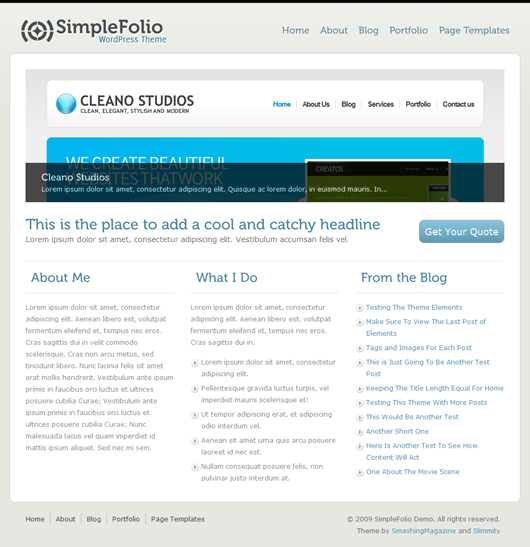 SimpleFolio
WordPress Theme
Home About Blog Portfolio Page Templates
CLEANO STUDIOS
CLEAN, ELEGANT, STYLISH AND MODERN
Home About Us Blog Services Portfolio Contact us
WE CREATE BEAUTIFUL
WEBSITES THATWORK
CREATOS
Cleano Studios
Lorem ipsum dolor sit amet, consectetur adipiscing elit. Quisque ac lorem dolor, in euismod mauris. In...
This is the place to add a cool and catchy headline
Lorem ipsum dolor sit amet, consectetur adipiscing elit. Vestibulum accumsan felis vel.
Get Your Quote
About Me
Lorem ipsum dolor sit amet, consectetur
adipiscing elit. Aenean libero est, volutpat
fermentum eleifend et, tempus nec eros.
Cras sagittis dui in velit commodo
scelerisque. Cras non arcu metus, sed
tincidunt libero. Nunc lacinia nisl sit amet
erat mollis hendrerit. Vestibulum ante ipsum
primis in faucibus orci luctus et ultrices
posuere cubilia Curae; Vestibulum ante
ipsum primis in faucibus orci luctus et
ultrices posuere cubilia Curae; Nunc
malesuada lacus vel quam imperdiet id
mattis ipsum aliquet. Sed nec mi sem.
What I Do
Lorem ipsum dolor sit amet, consectetur
adipiscing elit. Aenean libero est, volutpat
fermentum eleifend et, tempus nec eros.
Cras sagittis dui in.
Lorem ipsum dolor sit amet, consectetur
adipiscing elit.
Pellentesque gravida luctus turpis, vel
imperdiet mauris scelerisque et!
Ut tempor adipiscing erat, et adipiscing
odio interdum vel.
Aenean sit amet urna quis arcu posuere
laoreet id nec est.
Nullam consequat posuere felis, non
pulvinar justo interdum at.
From the Blog
Testing The Theme Elements
Make Sure To View The Last Post of
Elements
Tags and Images For Each Post
This is Just Going To Be Another Test
Post
Keeping The Title Length Equal For Home
Testing This Theme With More Posts
This Would Be Another Test
Another Short One
Here Is Another Test To See How
Content Will Act
One About The Movie Scene
Home About Blog Portfolio Page Templates
© 2009 SimpleFolio Demo. All rights reserved.
Theme by SmashingMagazine and Slimmity